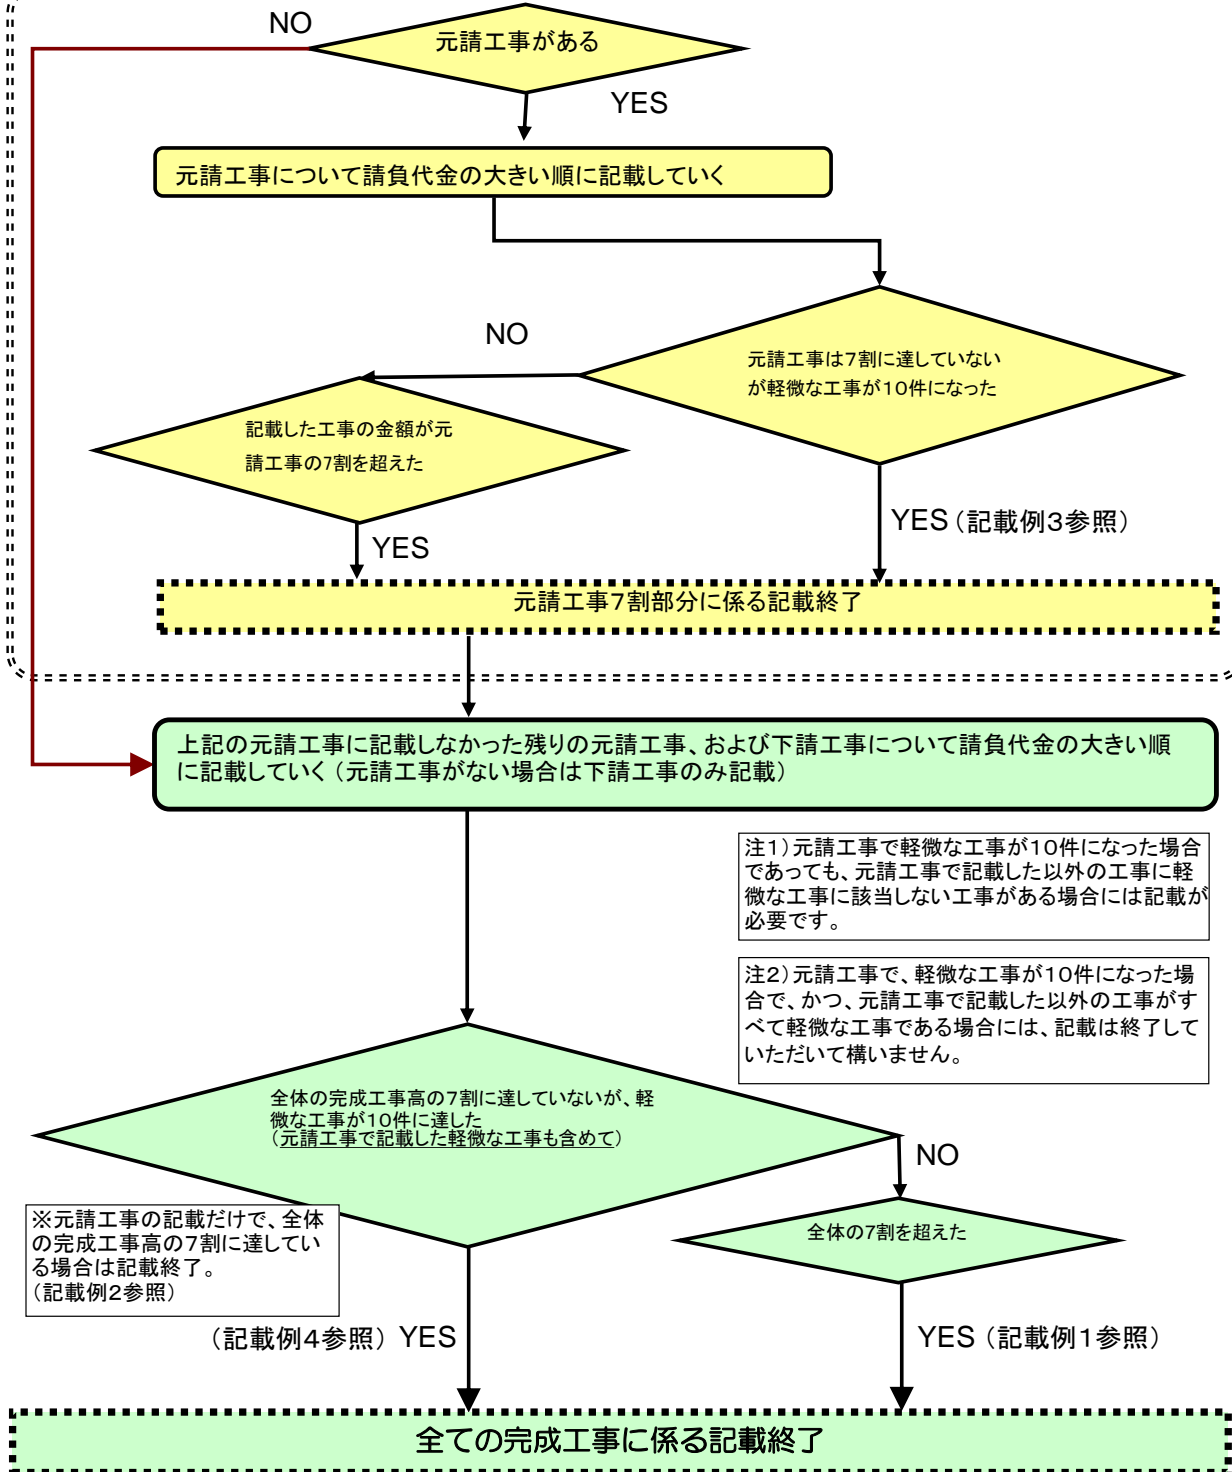 NO
元請工事がある
YES
元請工事について請負代金の大きい順に記載していく
NO
元請工事は7割に達していない
が軽微な工事が10件になった
記載した工事の金額が元
請工事の7割を超えた
YES（記載例3参照）
YES
元請工事7割部分に係る記載終了
上記の元請工事に記載しなかった残りの元請工事、および下請工事について請負代金の大きい順
に記載していく（元請工事がない場合は下請工事のみ記載）
注1）元請工事で軽微な工事が10件になった場合
であっても、元請工事で記載した以外の工事に軽
微な工事に該当しない工事がある場合には記載が
必要です。
注2）元請工事で、軽微な工事が10件になった場
合で、かつ、元請工事で記載した以外の工事がす
べて軽微な工事である場合には、記載は終了して
いただいて構いません。
全体の完成工事高の7割に達していないが、軽
微な工事が10件に達した
（元請工事で記載した軽微な工事も含めて）
NO
※元請工事の記載だけで、全体
の完成工事高の7割に達してい
る場合は記載終了。
（記載例2参照）
全体の7割を超えた
（記載例4参照）YES
YES（記載例1参照）
全ての完成工事に係る記載終了